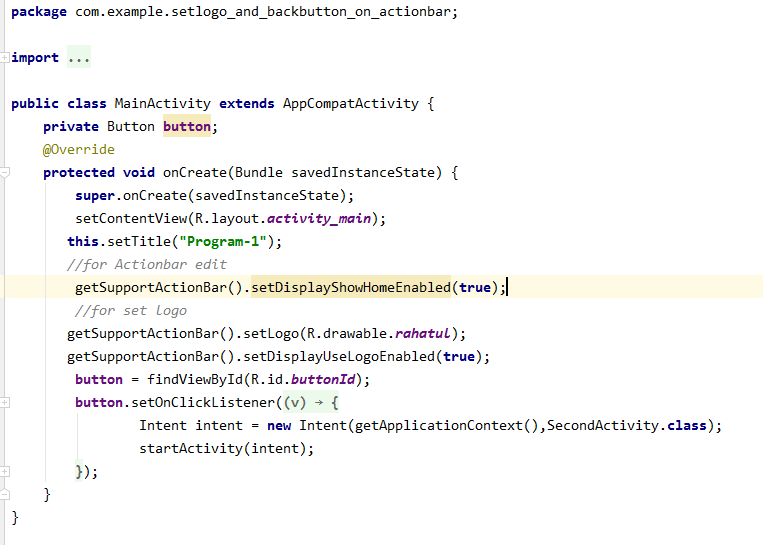 package com.example.setlogo_and_backbutton_on_actionbar;
import ...
public class MainActivity extends AppCompatActivity {
private Button button;
@Override
protected void onCreate(Bundle savedInstanceState) {
super.onCreate(savedInstanceState);
setContentView(R.layout.activity_main);
this.setTitle("Program-1");
//for Actionbar edit
getSupportActionBar().setDisplayShowHomeEnabled(true);
//for set logo
getSupportActionBar().setLogo(R.drawable.rahatul);
getSupportActionBar().setDisplayUseLogoEnabled(true);
button = findViewById(R.id.buttonId);
button.setOnClickListener((v) → {
Intent intent = new Intent(getApplicationContext(),SecondActivity.class);
startActivity(intent);
});
}
}